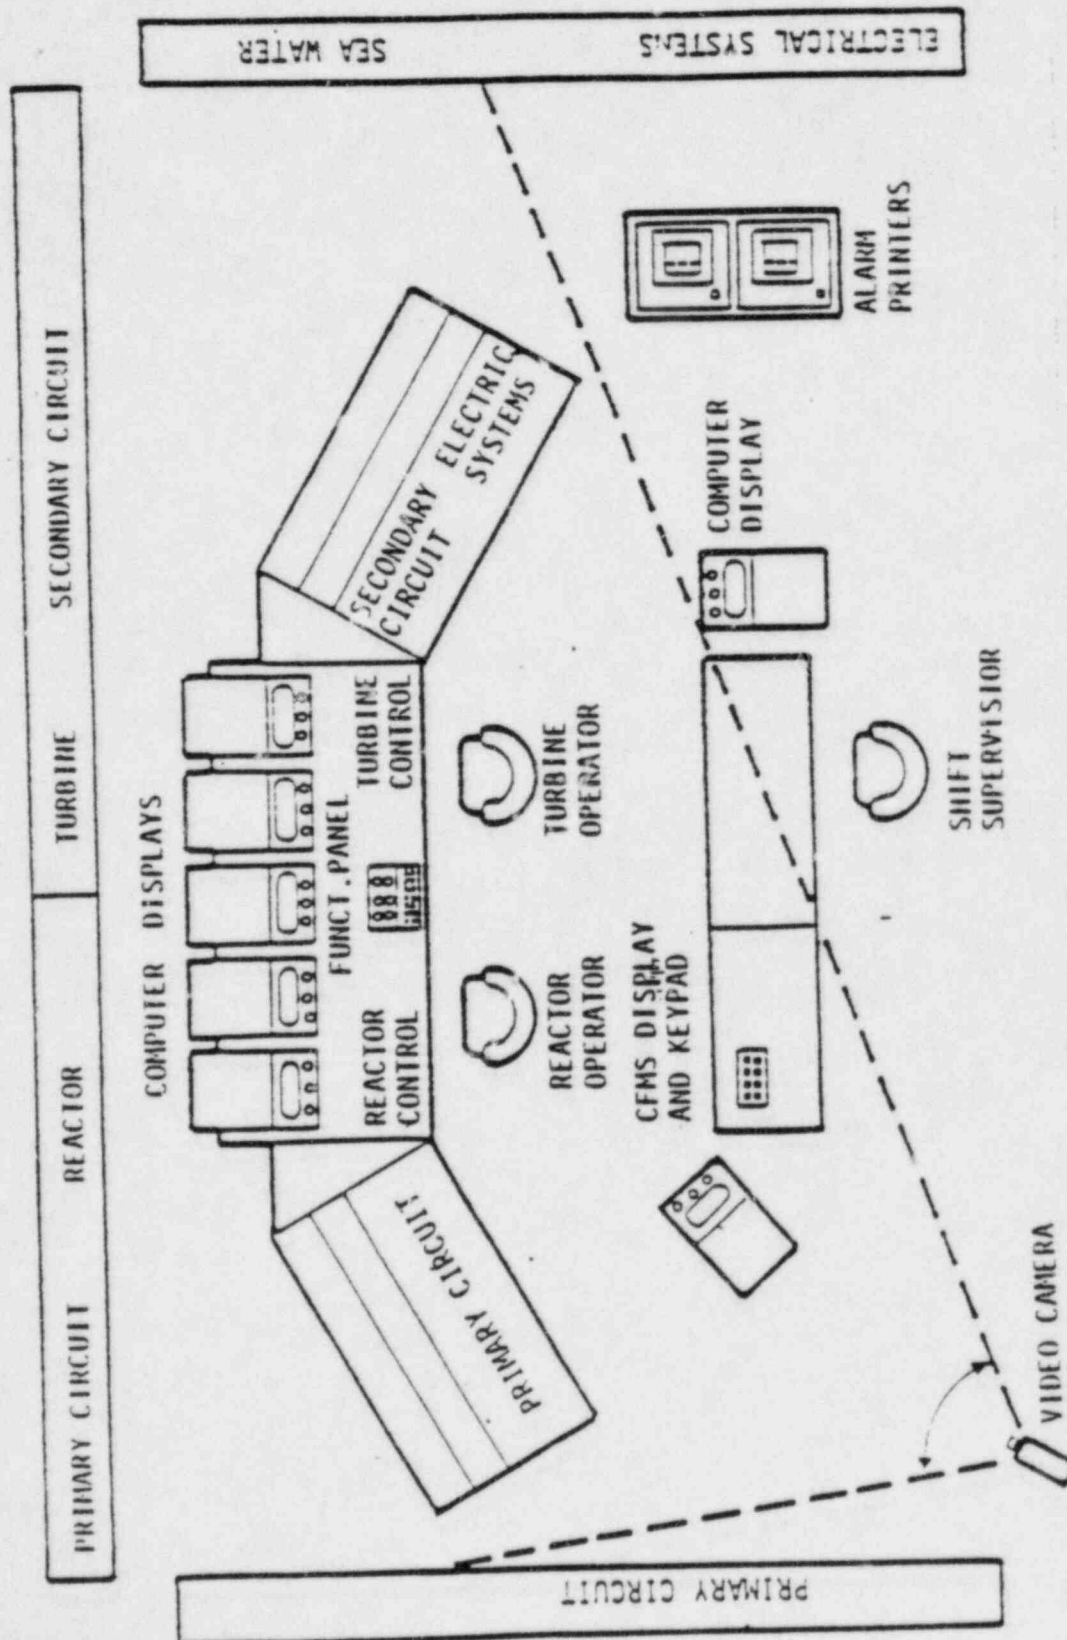 PRIMARY CIRCUIT
REACTOR
TURBINE
SECONDARY CIRCUIT
COMPUTER DISPLAYS
FUNCT. PANEL
REACTOR
CONTROL
TURBINE
CONTROL
PRIMARY CIRCUIT
SECONDARY ELECTRIC
CIRCUIT SYSTEMS
REACTOR
OPERATOR
TURBINE
OPERATOR
CFMS DISPLAY
AND KEYPAD
COMPUTER
DISPLAY
ALARM
PRINTERS
SHIFT
SUPERVISIOR
VIDEO CAMERA
PRIMARY CIRCUIT
SEA WATER
ELECTRICAL SYSTEMS